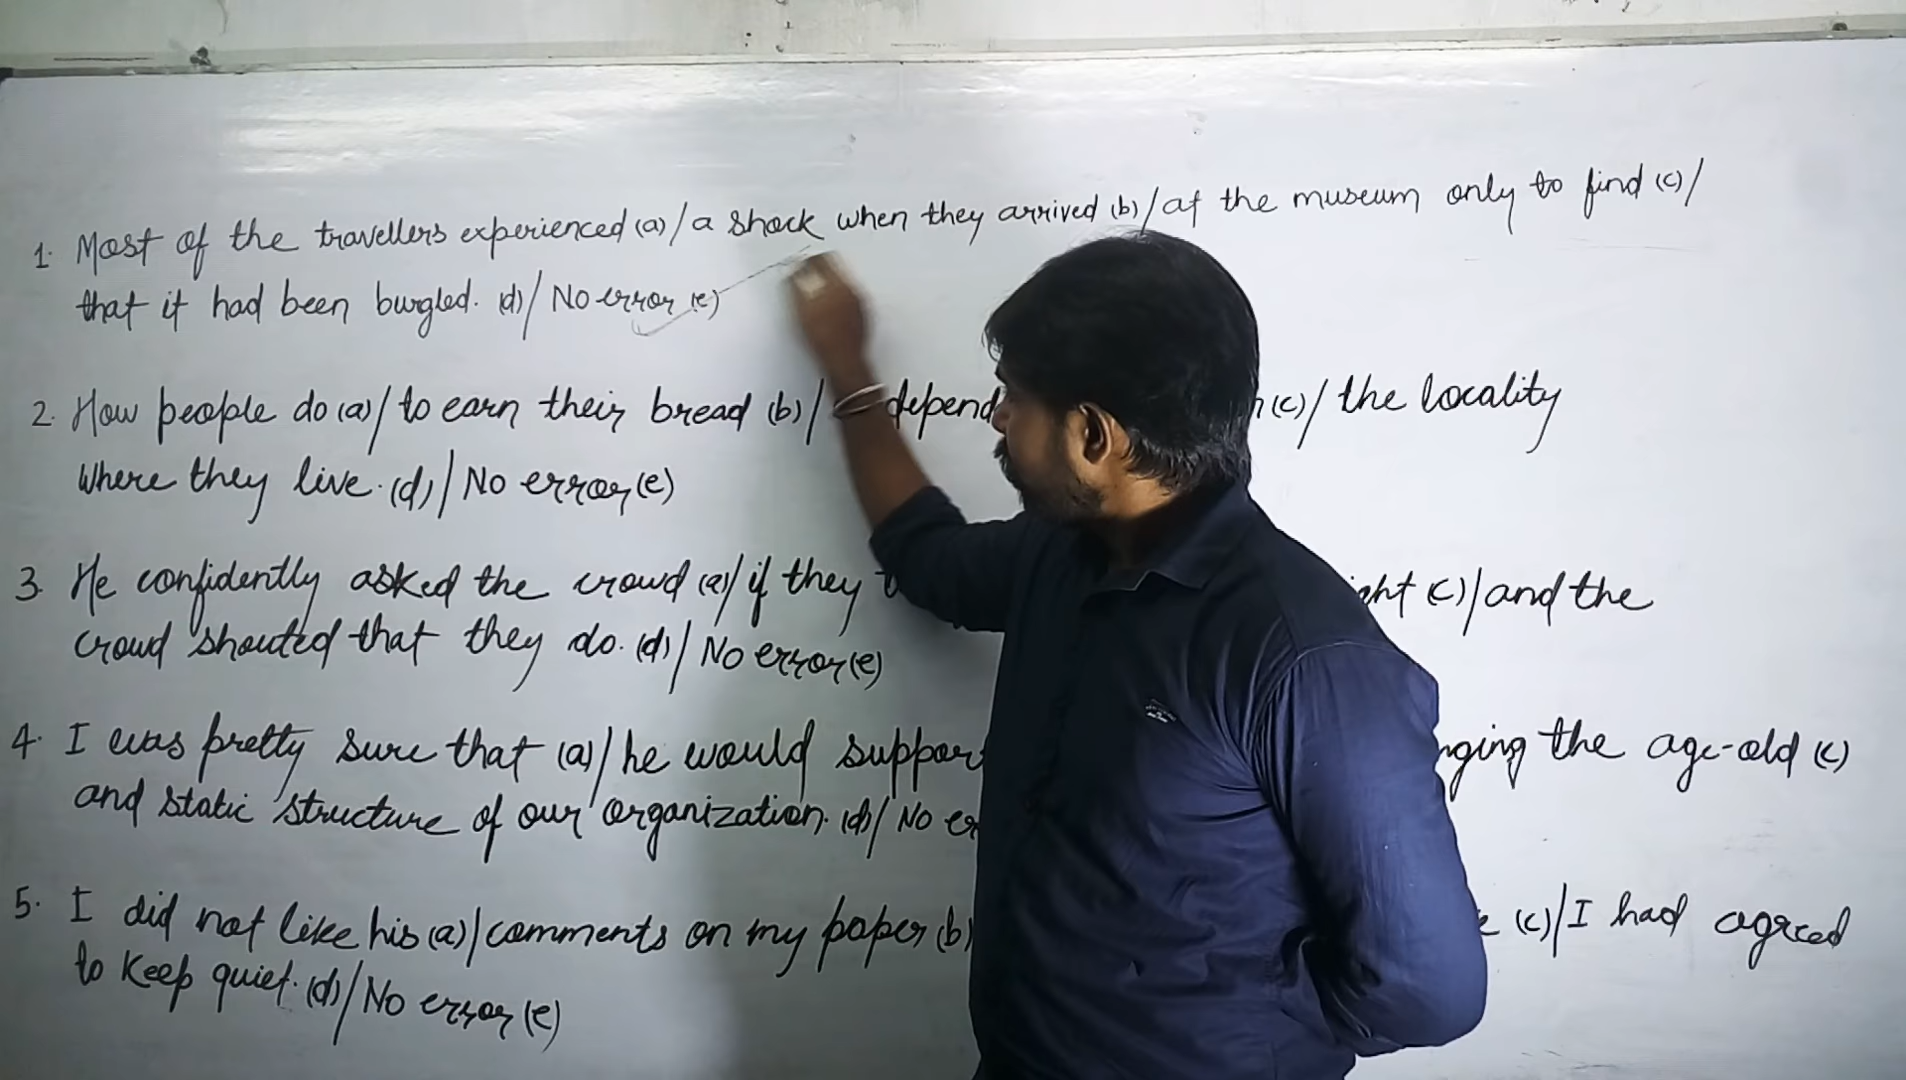 1. Most of the travellers experienced (a)/ a shock when they arrived (b)/ at the museum only to find (c)/
that it had been burgled. (d)/ No error (e)
2. How people do (a)/ to earn their bread (b)/ (c)/ the locality
where they live. (d)/ No error (e)
3. He confidently asked the crowd (a)/ if they (c)/ and the
crowd shouted that they do. (d)/ No error (e)
4. I was pretty sure that (a)/ he would the age-old (c)
and static structure of our organization. (d)/ No
5. I did not like his (a)/ comments on my paper (b) (c)/ I had agreed
to keep quiet. (d)/ No error (e)